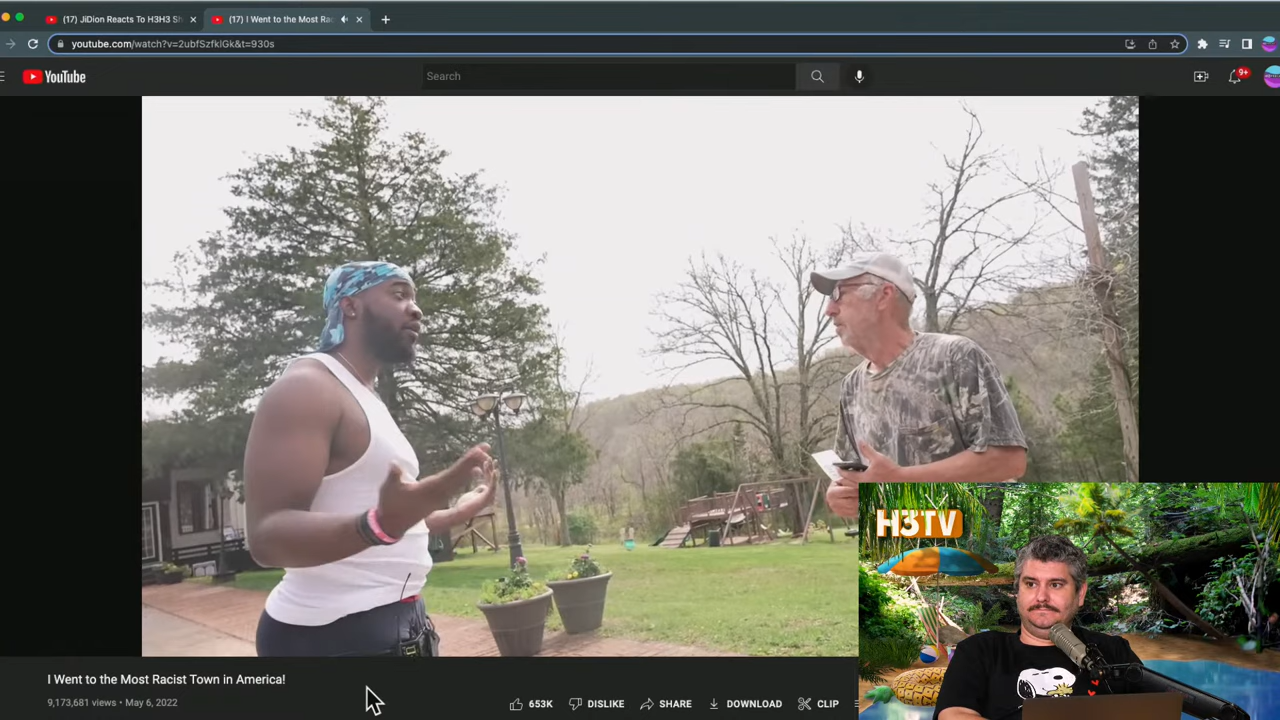 (17) JiDion Reacts To H3H3 Sh
(17) I Went to the Most Rac
youtube.com/watch?v=2ubfSzfklGk&t=930s
YouTube
Search
9+
H3TV
I Went to the Most Racist Town in America!
9,173,681 views • May 6, 2022
653K
DISLIKE
SHARE
DOWNLOAD
CLIP